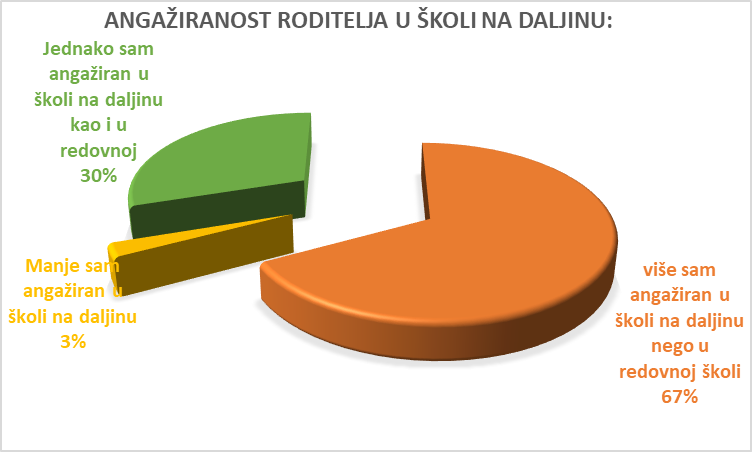 ANGAŽIRANOST RODITELJA U ŠKOLI NA DALJINU:
Jednako sam
angažiran u
školi na daljinu
kao i u
redovnoj
30%
Manje sam
angažiran u
školi na daljinu
3%
više sam
angažiran u
školi na daljinu
nego u
redovnoj školi
67%